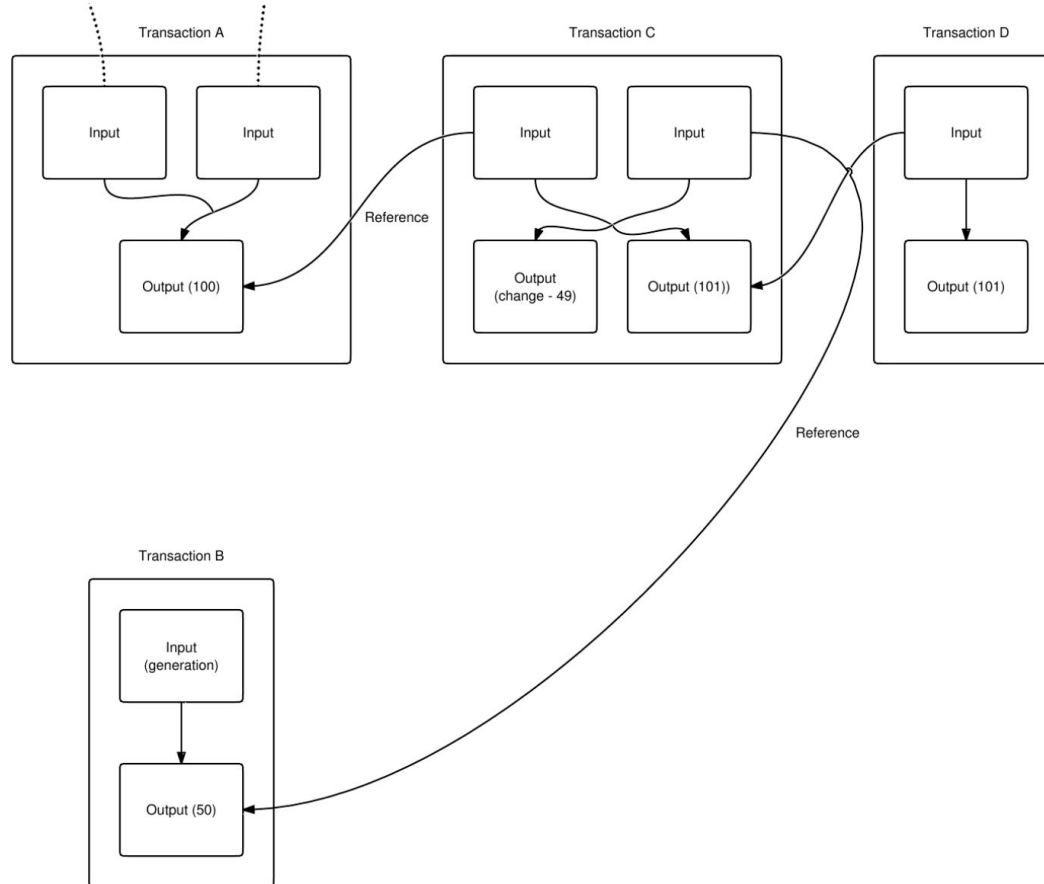 Transaction A
Input
Input
Output (100)
Reference
Transaction C
Input
Input
Output
(change - 49)
Output (101))
Transaction D
Input
Output (101)
Reference
Transaction B
Input
(generation)
Output (50)